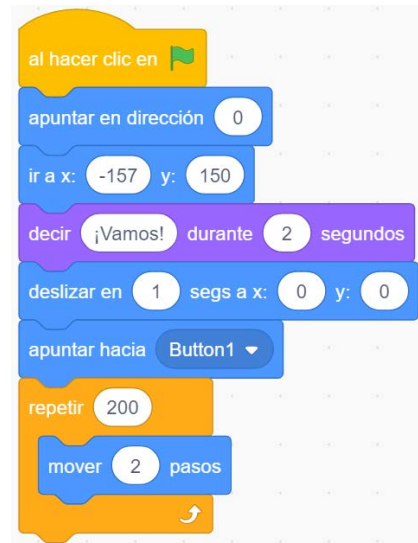 al hacer clic en
apuntar en dirección 0
ir a x: -157 y: 150
decir ¡Vamos! durante 2 segundos
deslizar en 1 segs a x: 0 y: 0
apuntar hacia Button1
repetir 200
mover 2 pasos